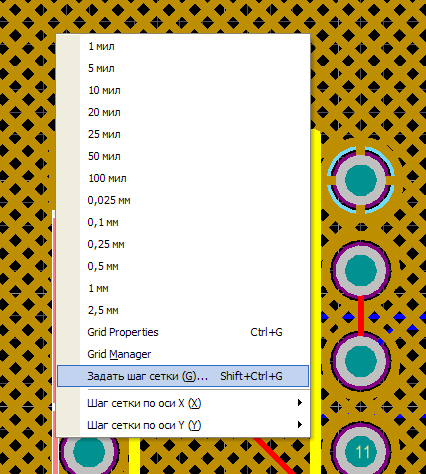 1 мил
5 мил
10 мил
20 мил
25 мил
50 мил
100 мил
0,025 мм
0,1 мм
0,25 мм
0,5 мм
1 мм
2,5 мм
Grid Properties Ctrl+G
Grid Manager
Задать шаг сетки (G)... Shift+Ctrl+G
Шаг сетки по оси X (X)
Шаг сетки по оси Y (Y)
11